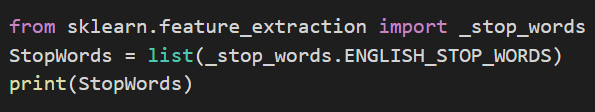 from sklearn.feature_extraction import _stop_words
StopWords = list(_stop_words.ENGLISH_STOP_WORDS)
print(StopWords)